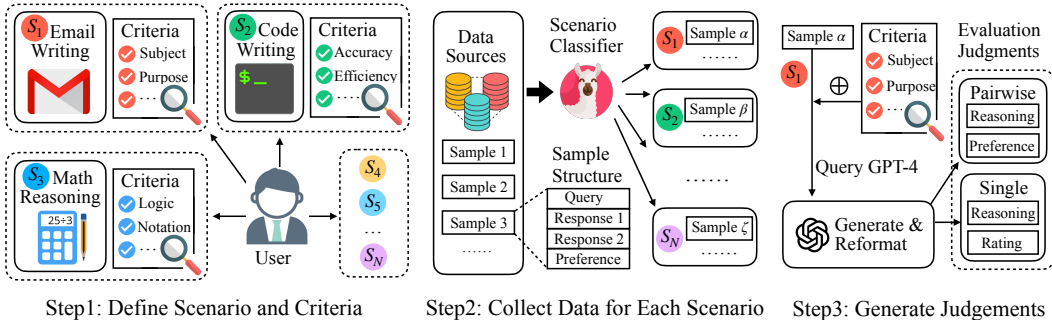 S1 Email
Writing
Criteria
Subject
Purpose
...
S2 Code
Writing
$_
Criteria
Accuracy
Efficiency
...
S3 Math
Reasoning
25÷3
Criteria
Logic
Notation
...
User
S4
S5
...
SN
Step1: Define Scenario and Criteria
Data
Sources
Sample 1
Sample 2
Sample 3
......
Scenario
Classifier
Sample
Structure
Query
Response 1
Response 2
Preference
S1
Sample α
......
S2
Sample β
......
......
SN
Sample ζ
......
Step2: Collect Data for Each Scenario
Sample α
S1
⊕
Criteria
Subject
Purpose
...
Query GPT-4
Generate &
Reformat
Evaluation
Judgments
Pairwise
Reasoning
Preference
Single
Reasoning
Rating
Step3: Generate Judgements